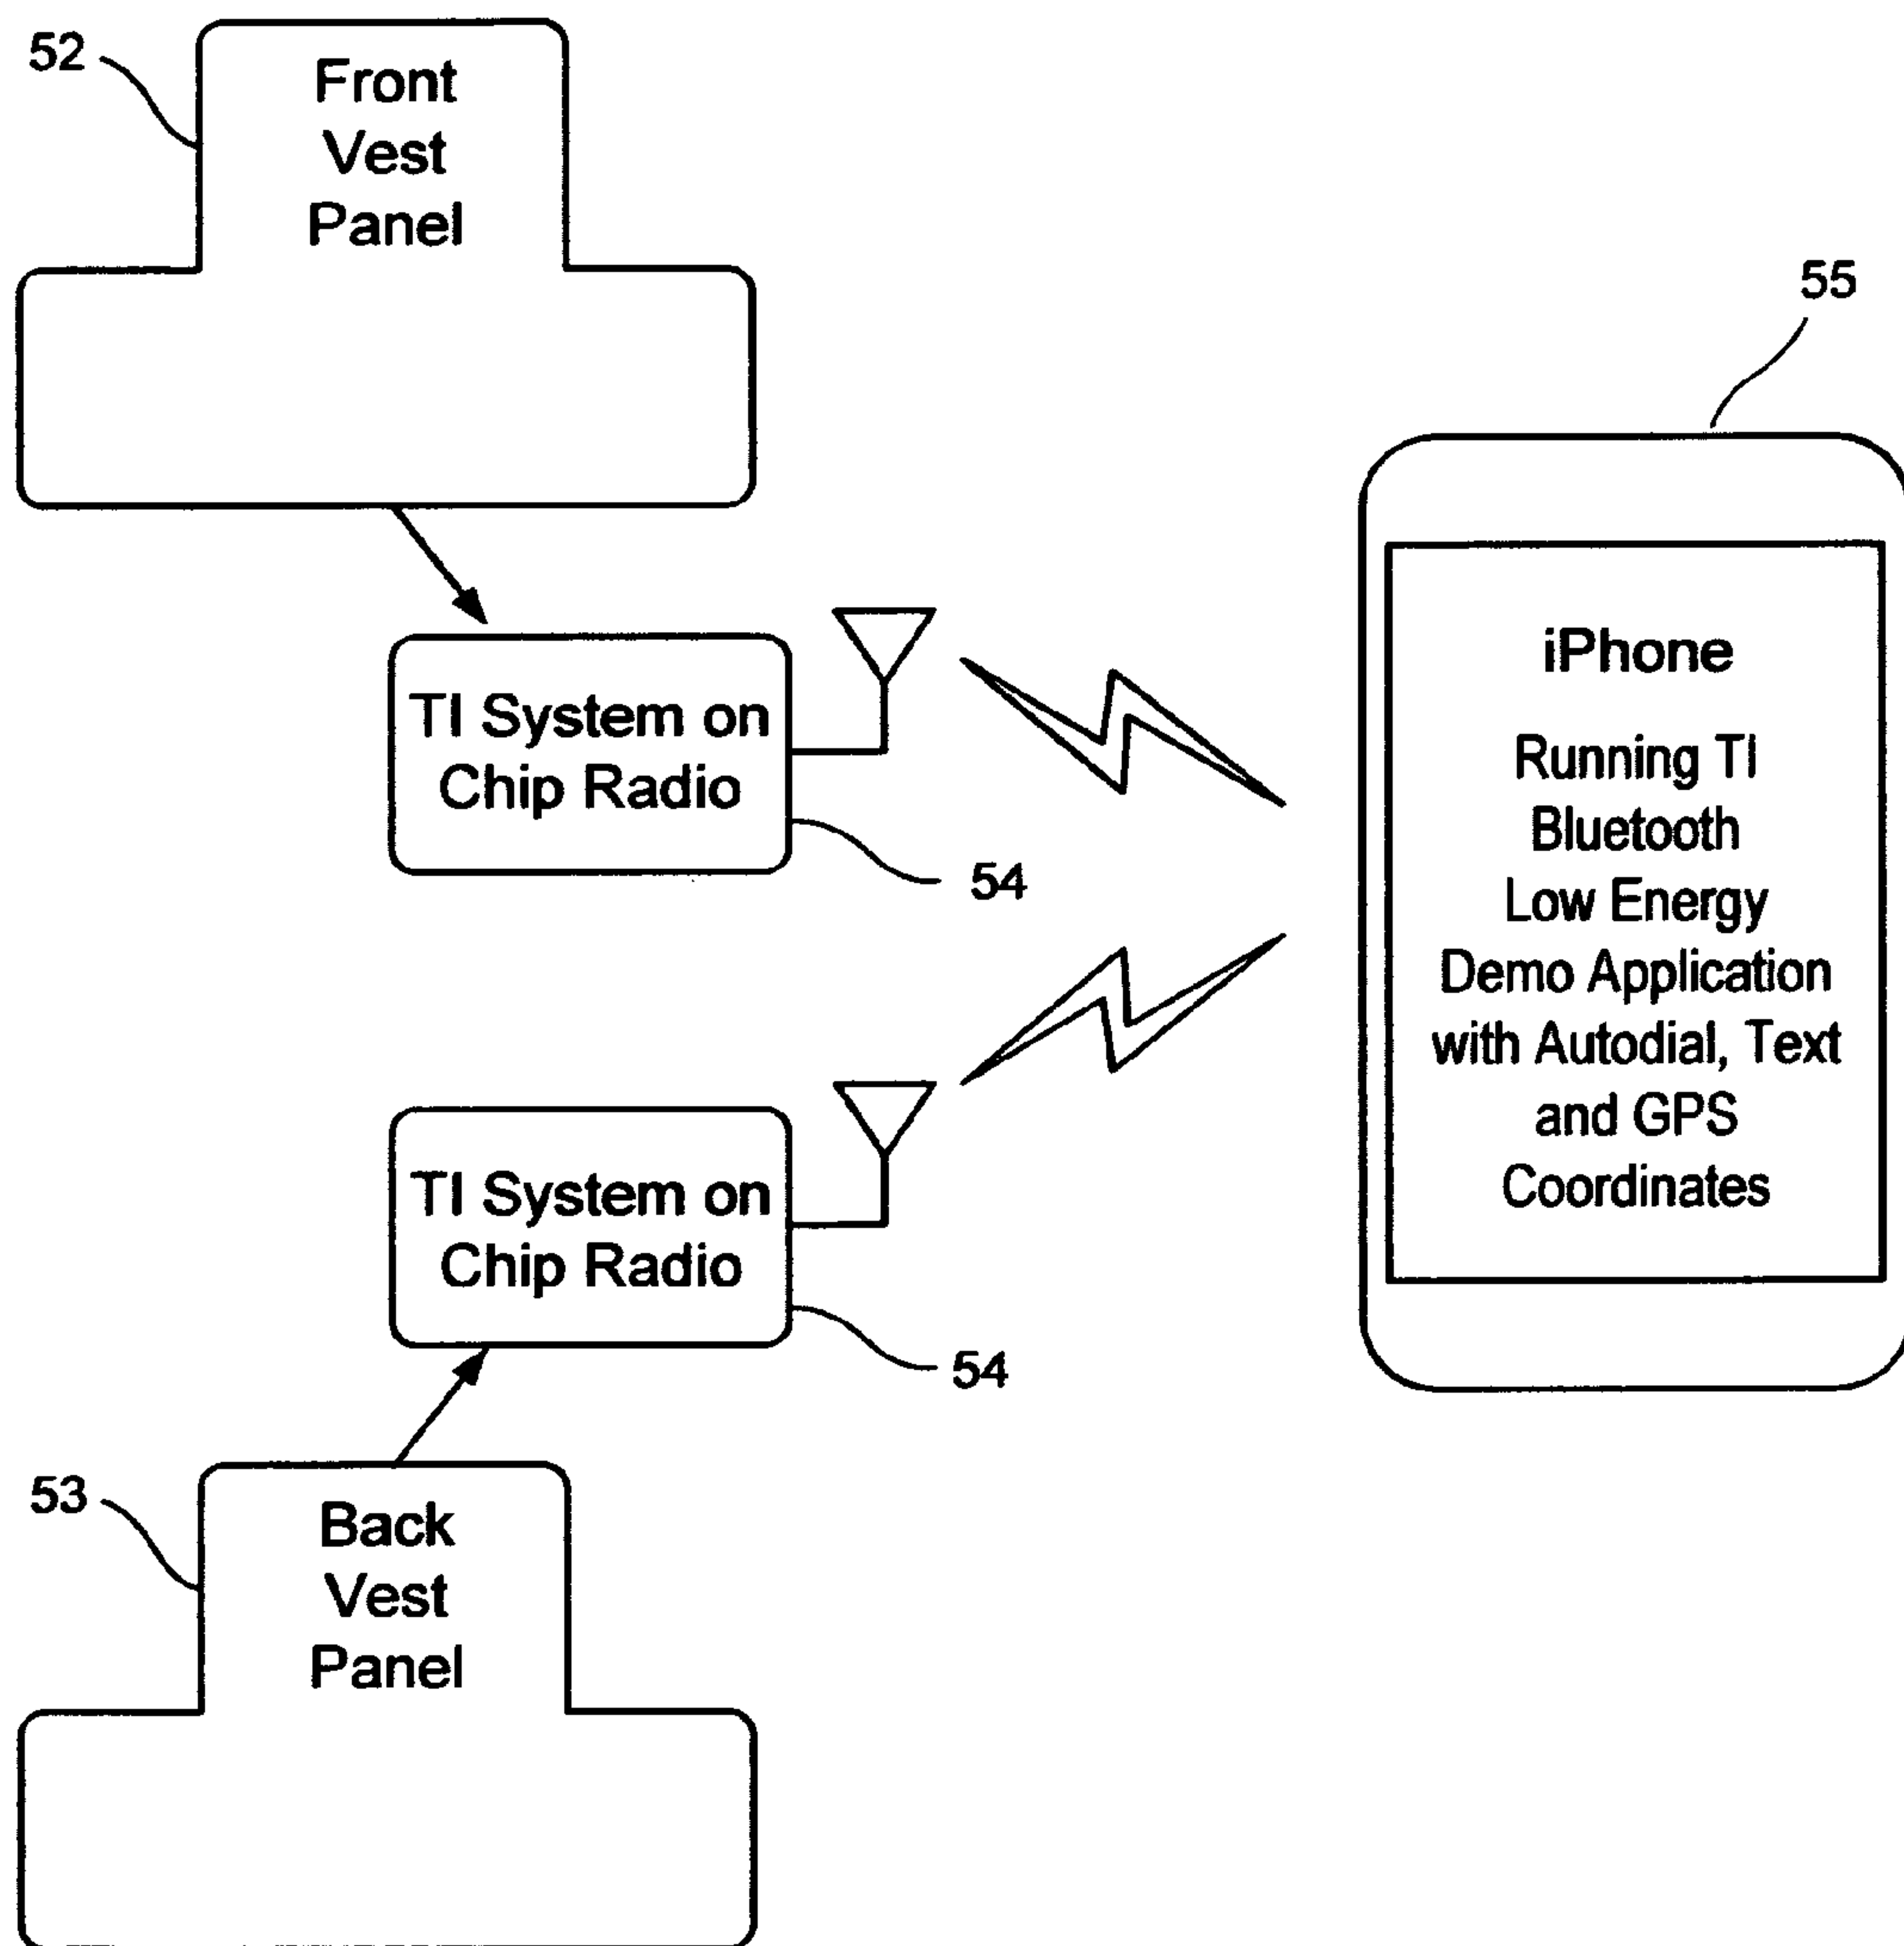 52
Front
Vest
Panel
55
TI System on
Chip Radio
54
iPhone
Running TI
Bluetooth
Low Energy
Demo Application
with Autodial, Text
and GPS
Coordinates
TI System on
Chip Radio
54
53
Back
Vest
Panel